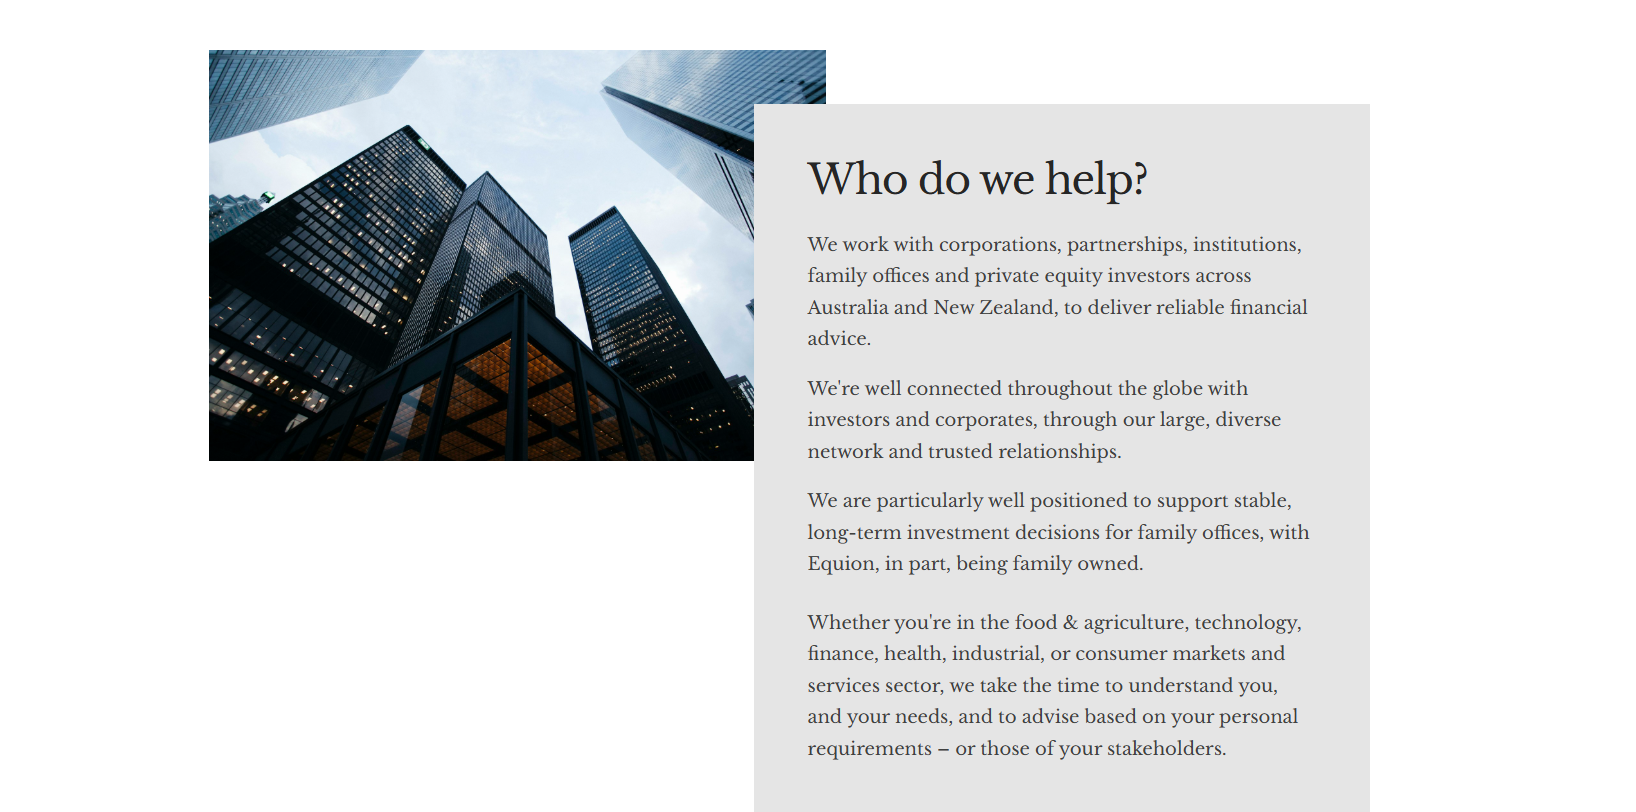 Who do we help?
We work with corporations, partnerships, institutions,
family offices and private equity investors across
Australia and New Zealand, to deliver reliable financial
advice.
We're well connected throughout the globe with
investors and corporates, through our large, diverse
network and trusted relationships.
We are particularly well positioned to support stable,
long-term investment decisions for family offices, with
Equion, in part, being family owned.
Whether you're in the food & agriculture, technology,
finance, health, industrial, or consumer markets and
services sector, we take the time to understand you,
and your needs, and to advise based on your personal
requirements – or those of your stakeholders.